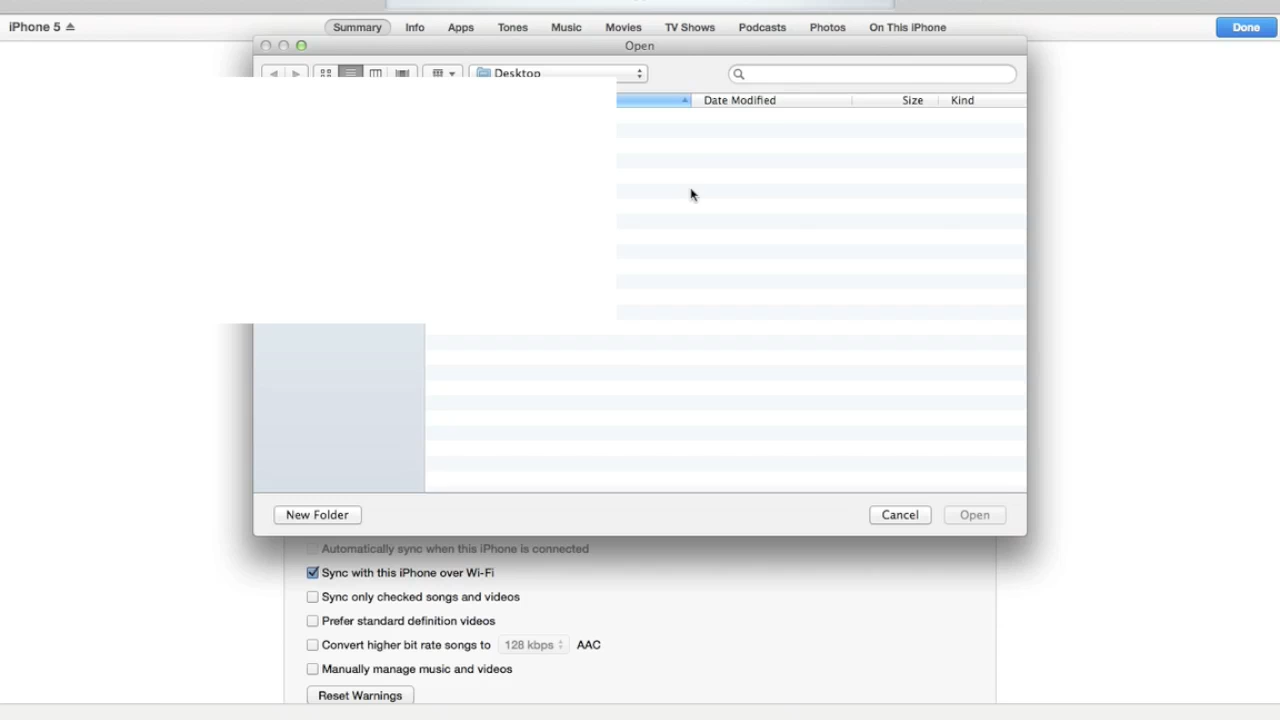 iPhone 5 Summary Info Apps Tones Music Movies TV Shows Podcasts Photos On This iPhone Done
Open
Desktop
Date Modified Size Kind
New Folder Cancel Open
Automatically sync when this iPhone is connected
Sync with this iPhone over Wi-Fi
Sync only checked songs and videos
Prefer standard definition videos
Convert higher bit rate songs to 128 kbps AAC
Manually manage music and videos
Reset Warnings